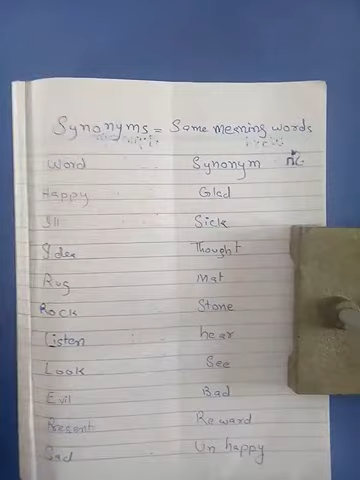 Synonyms = Same meaning words
Word Synonym
Happy Glad
Ill Sick
Idea Thought
Rug Mat
Rock Stone
Listen hear
Look See
Evil Bad
Present Reward
Sad Un happy